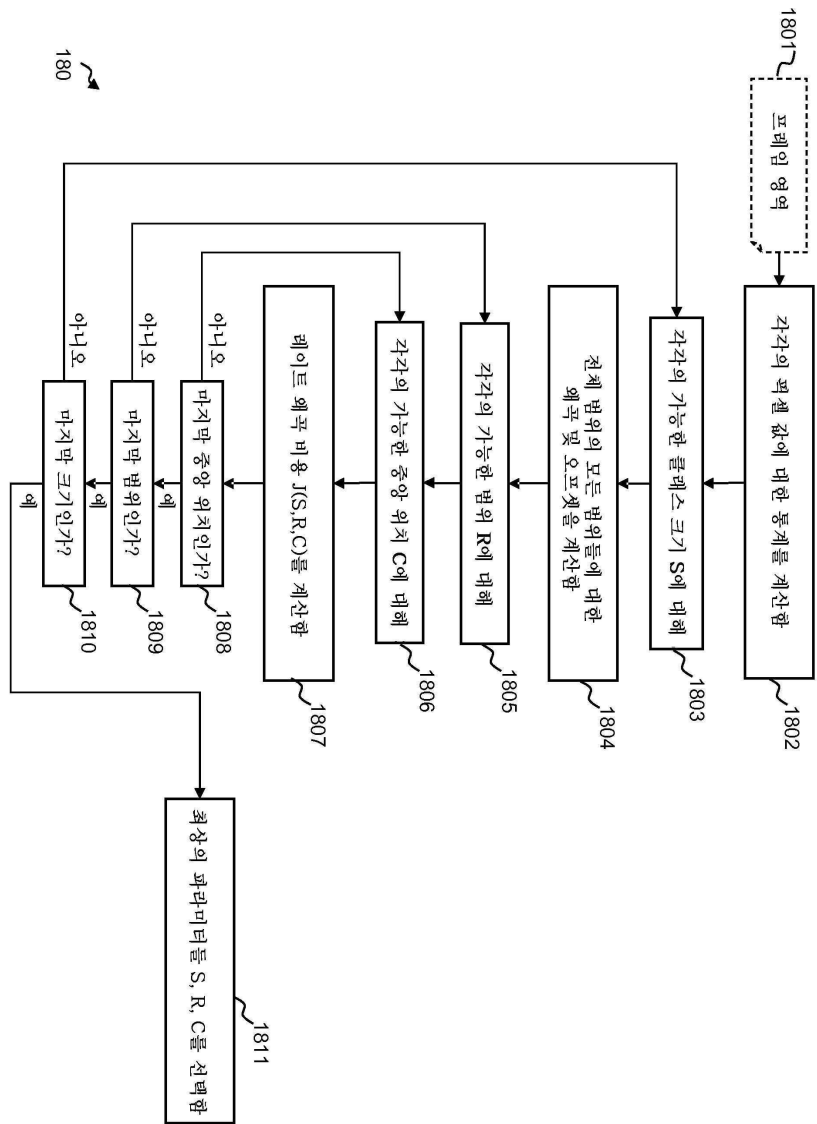 180
1801
프레임 영역
각각의 픽셀 값에 대한 통계를 계산함
1802
각각의 가능한 클래스 크기 S에 대해
1803
전체 범위의 모든 범위들에 대한
왜곡 및 오프셋을 계산함
1804
각각의 가능한 범위 R에 대해
1805
각각의 가능한 중앙 위치 C에 대해
1806
레이트 왜곡 비용 J(S,R,C)를 계산함
1807
마지막 중앙 위치인가?
1808
아니오
예
마지막 범위인가?
1809
아니오
예
마지막 크기인가?
1810
아니오
예
최상의 파라미터들 S, R, C를 선택함
1811